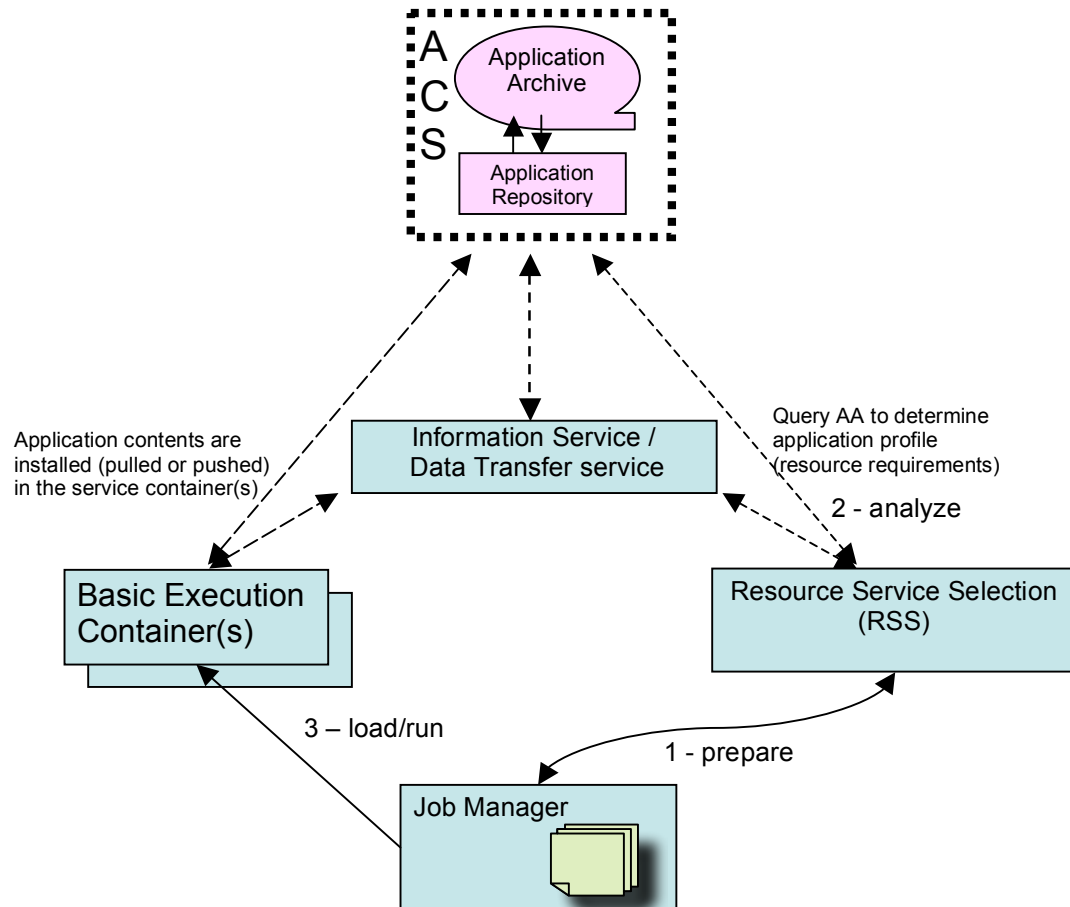 A
C
S
Application
Archive
Application
Repository
Application contents are
installed (pulled or pushed)
in the service container(s)
Information Service /
Data Transfer service
Query AA to determine
application profile
(resource requirements)
2 - analyze
Basic Execution
Container(s)
Resource Service Selection
(RSS)
3 – load/run
1 - prepare
Job Manager